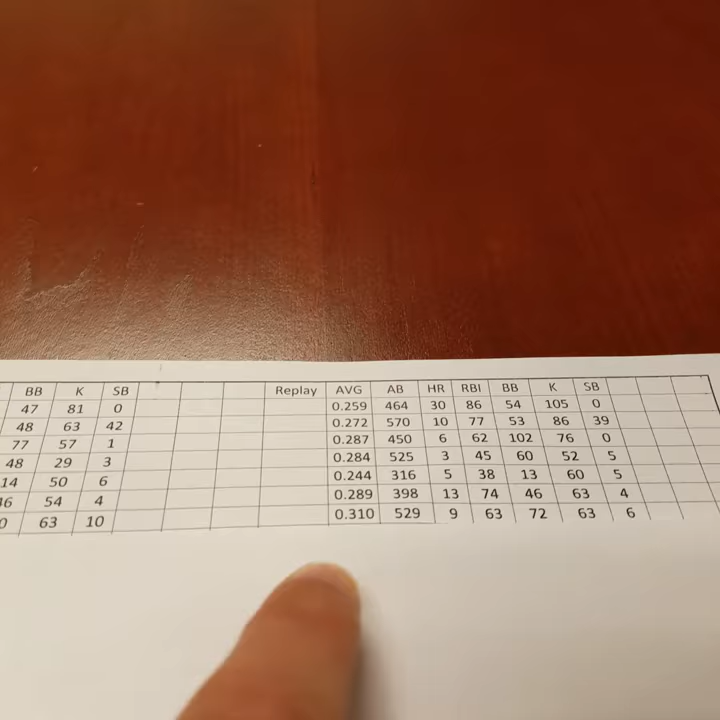 BB K SB Replay AVG AB HR RBI BB K SB
47 81 0 0.259 464 30 86 54 105 0
48 63 42 0.272 570 10 77 53 86 39
77 57 1 0.287 450 6 62 102 76 0
48 29 3 0.284 525 3 45 60 52 5
14 50 6 0.244 316 5 38 13 60 5
46 54 4 0.289 398 13 74 46 63 4
0 63 10 0.310 529 9 63 72 63 6